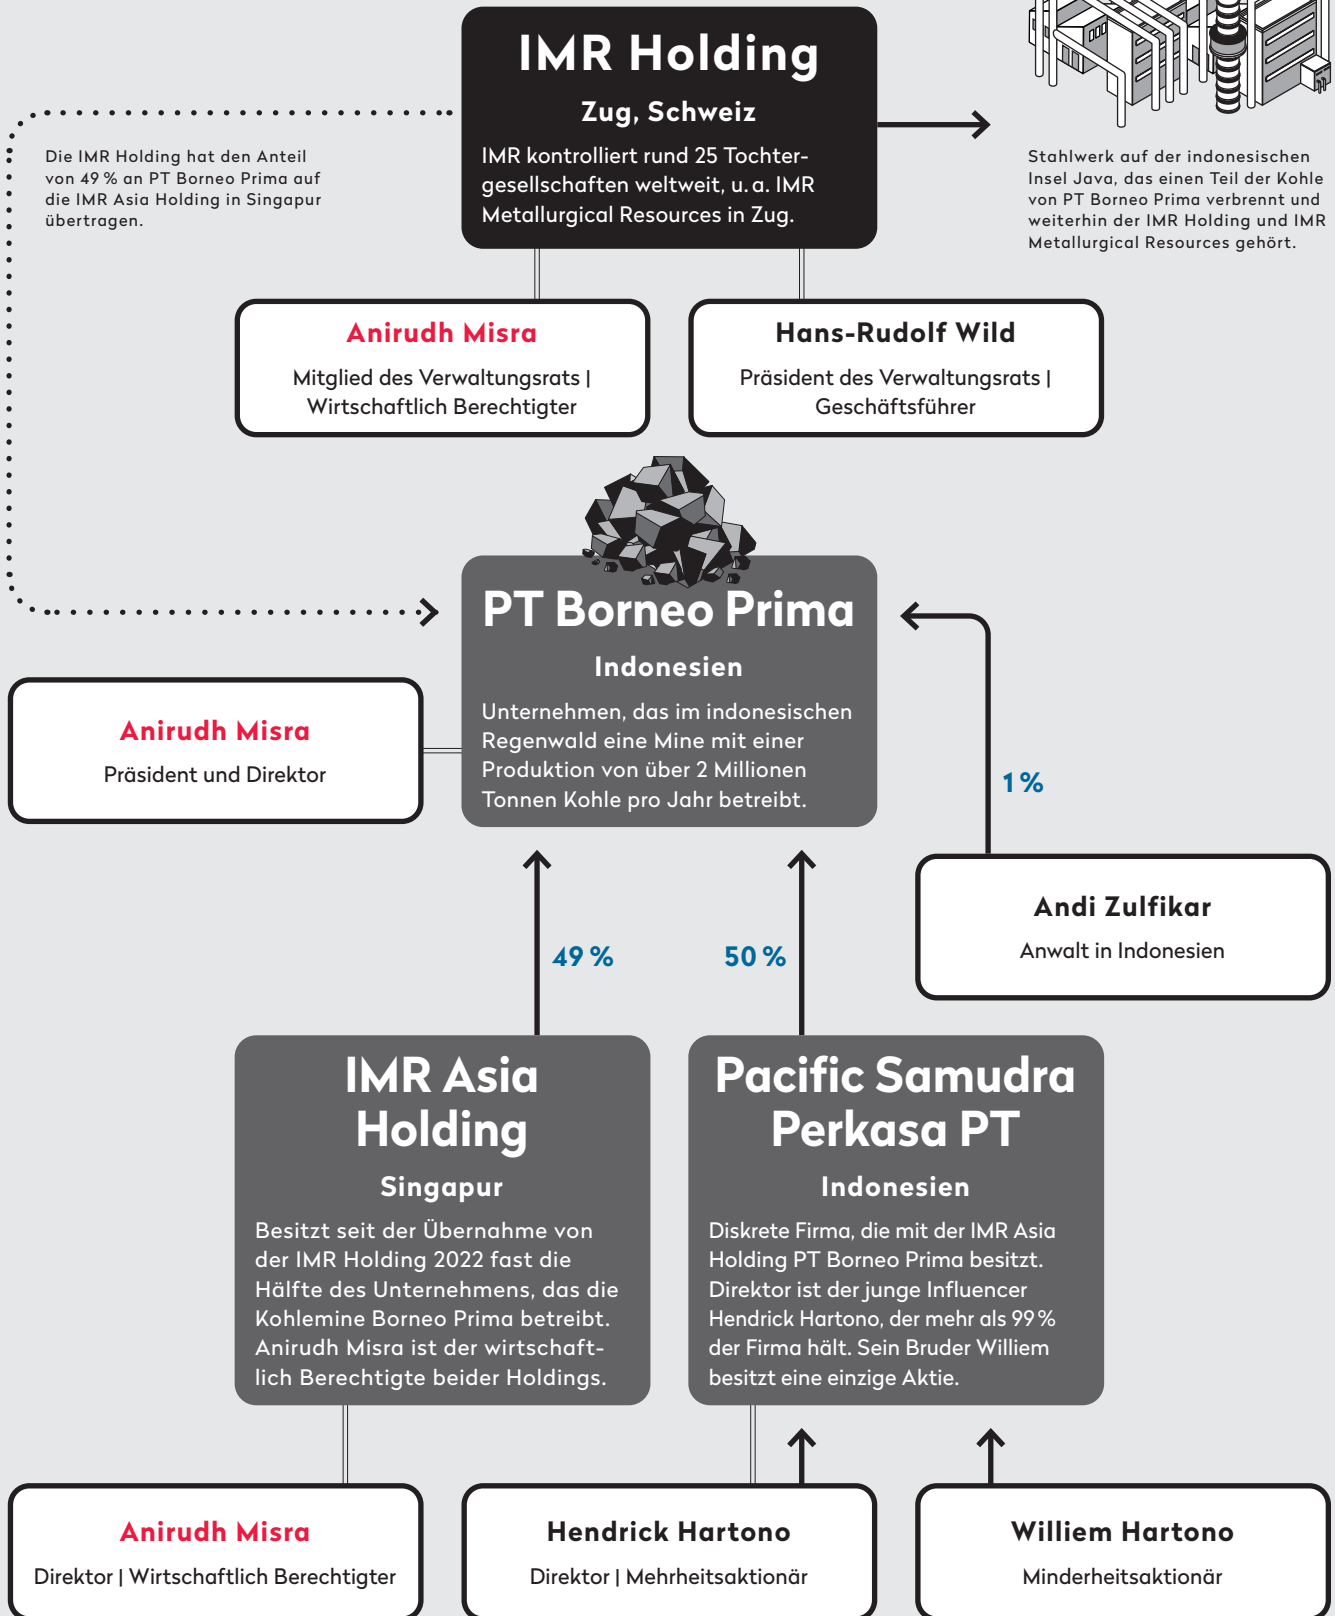 IMR Holding
Zug, Schweiz
IMR kontrolliert rund 25 Tochter-
gesellschaften weltweit, u. a. IMR
Metallurgical Resources in Zug.
Die IMR Holding hat den Anteil
von 49 % an PT Borneo Prima auf
die IMR Asia Holding in Singapur
übertragen.
Stahlwerk auf der indonesischen
Insel Java, das einen Teil der Kohle
von PT Borneo Prima verbrennt und
weiterhin der IMR Holding und IMR
Metallurgical Resources gehört.
Anirudh Misra
Mitglied des Verwaltungsrats |
Wirtschaftlich Berechtigter
Hans-Rudolf Wild
Präsident des Verwaltungsrats |
Geschäftsführer
PT Borneo Prima
Indonesien
Unternehmen, das im indonesischen
Regenwald eine Mine mit einer
Produktion von über 2 Millionen
Tonnen Kohle pro Jahr betreibt.
Anirudh Misra
Präsident und Direktor
1 %
Andi Zulfikar
Anwalt in Indonesien
49 %
50 %
IMR Asia
Holding
Singapur
Besitzt seit der Übernahme von
der IMR Holding 2022 fast die
Hälfte des Unternehmens, das die
Kohlemine Borneo Prima betreibt.
Anirudh Misra ist der wirtschaft-
lich Berechtigte beider Holdings.
Pacific Samudra
Perkasa PT
Indonesien
Diskrete Firma, die mit der IMR Asia
Holding PT Borneo Prima besitzt.
Direktor ist der junge Influencer
Hendrick Hartono, der mehr als 99 %
der Firma hält. Sein Bruder Williem
besitzt eine einzige Aktie.
Anirudh Misra
Direktor | Wirtschaftlich Berechtigter
Hendrick Hartono
Direktor | Mehrheitsaktionär
Williem Hartono
Minderheitsaktionär